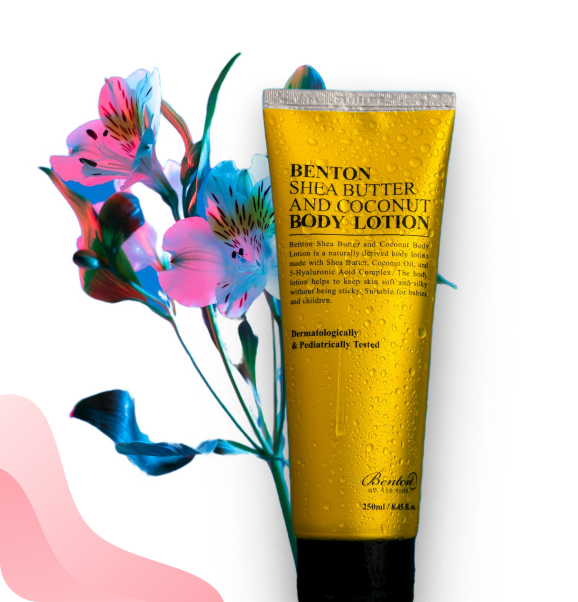 BENTON
SHEA BUTTER
AND COCONUT
BODY LOTION
Benton Shea Butter and Coconut Body
Lotion is a naturally derived body lotion
made with Shea Butter, Coconut Oil, and
5-Hyaluronic Acid Complex. The body
lotion helps to keep skin soft and silky
without being sticky. Suitable for babies
and children.
Dermatologically
& Pediatrically Tested
Benton
250ml / 8.45 fl. oz